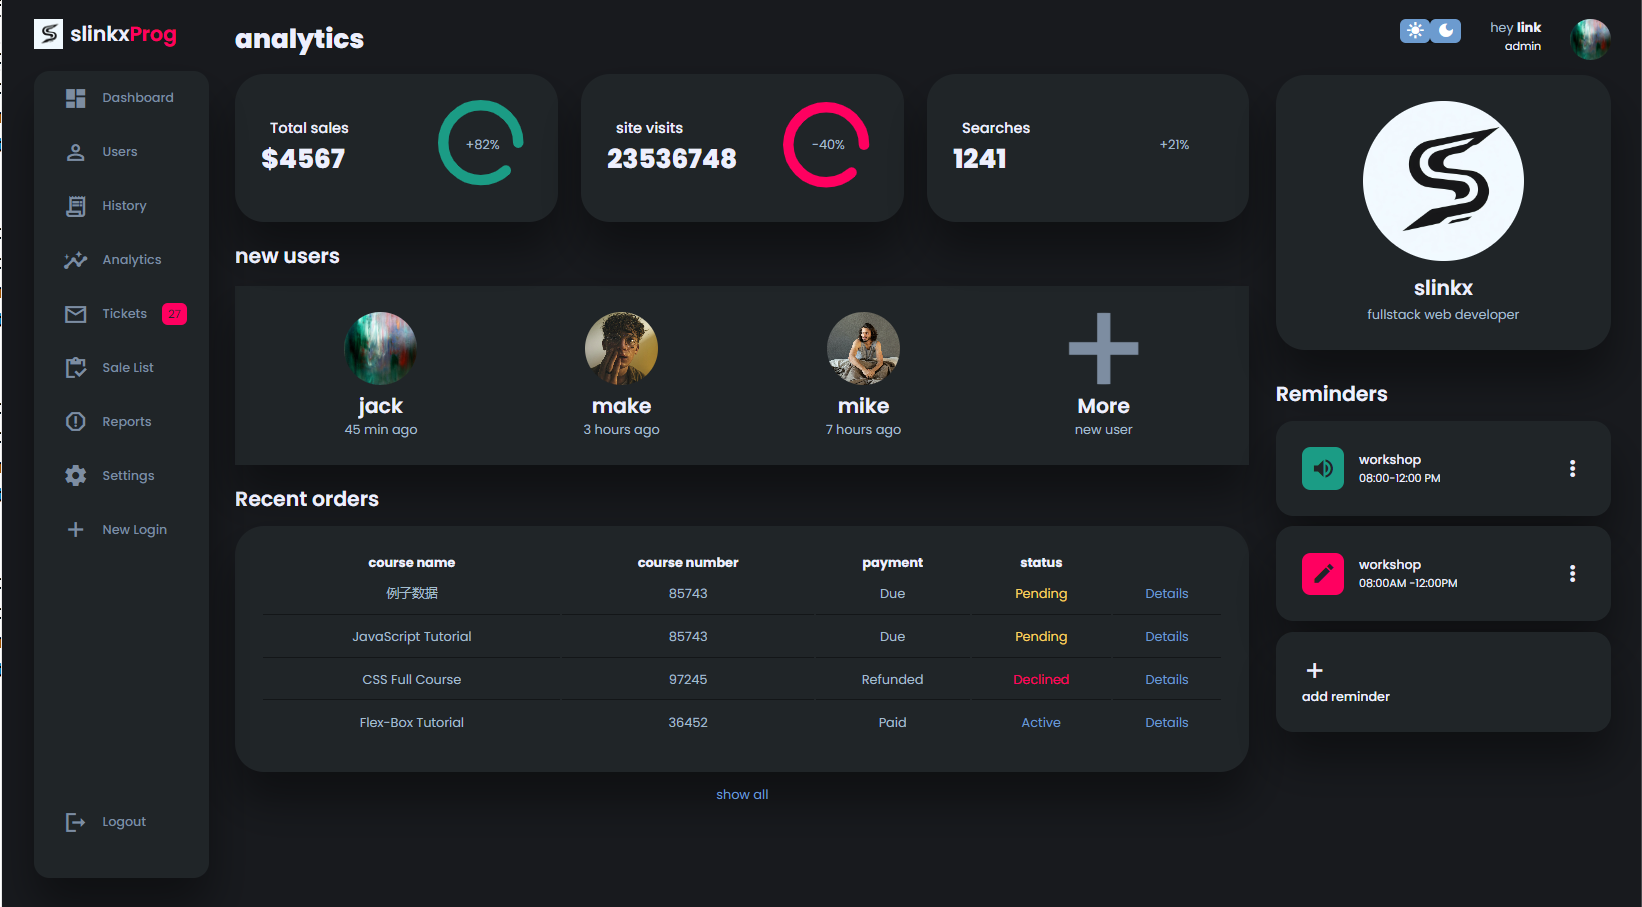 slinkxProg
Dashboard
Users
History
Analytics
Tickets 27
Sale List
Reports
Settings
New Login
Logout
analytics
Total sales
$4567
+82%
site visits
23536748
-40%
Searches
1241
+21%
new users
jack
45 min ago
make
3 hours ago
mike
7 hours ago
More
new user
Recent orders
course name course number payment status
例子数据 85743 Due Pending Details
JavaScript Tutorial 85743 Due Pending Details
CSS Full Course 97245 Refunded Declined Details
Flex-Box Tutorial 36452 Paid Active Details
show all
hey link
admin
slinkx
fullstack web developer
Reminders
workshop
08:00-12:00 PM
workshop
08:00AM -12:00PM
add reminder